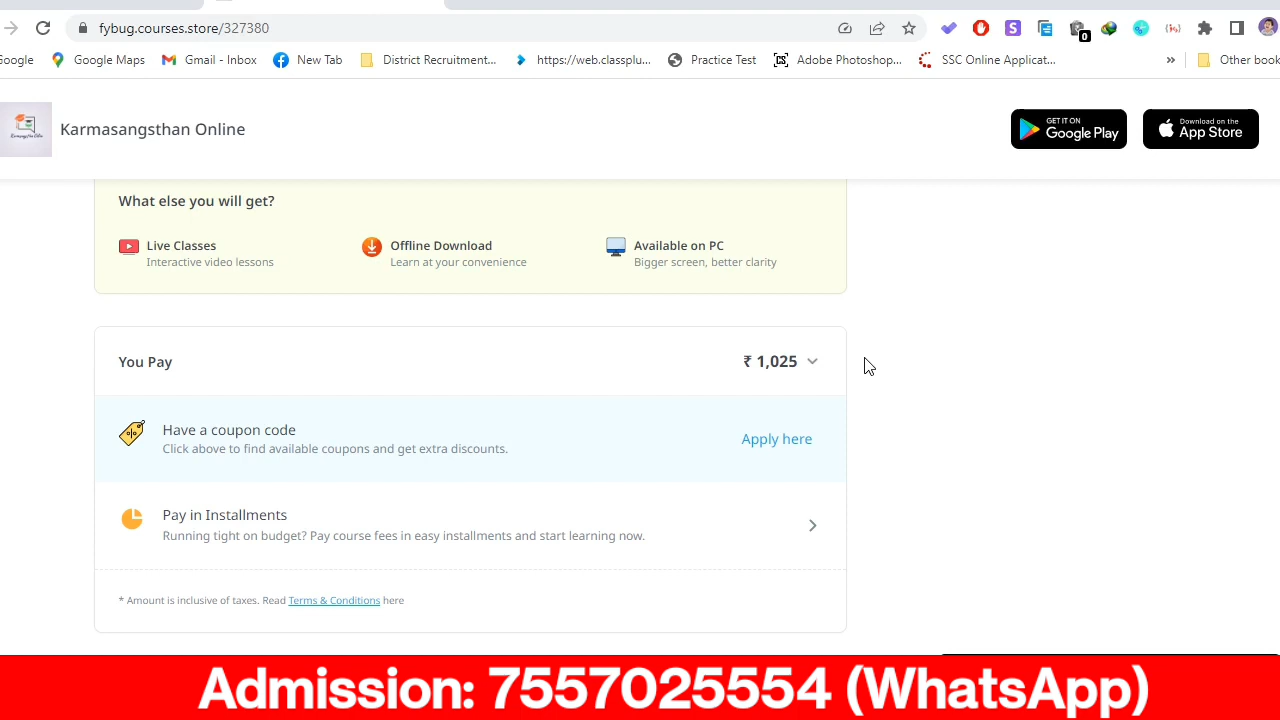 fybug.courses.store/327380
0
Google Maps
Gmail - Inbox
New Tab
District Recruitment...
https://web.classplu...
Practice Test
Adobe Photoshop...
SSC Online Applicat...
»
Karmasangsthan Online
GET IT ON
Google Play
Download on the
App Store
What else you will get?
Live Classes
Interactive video lessons
Offline Download
Learn at your convenience
Available on PC
Bigger screen, better clarity
You Pay
₹ 1,025
Have a coupon code
Click above to find available coupons and get extra discounts.
Apply here
Pay in Installments
Running tight on budget? Pay course fees in easy installments and start learning now.
* Amount is inclusive of taxes. Read Terms & Conditions here
Admission: 7557025554 (WhatsApp)